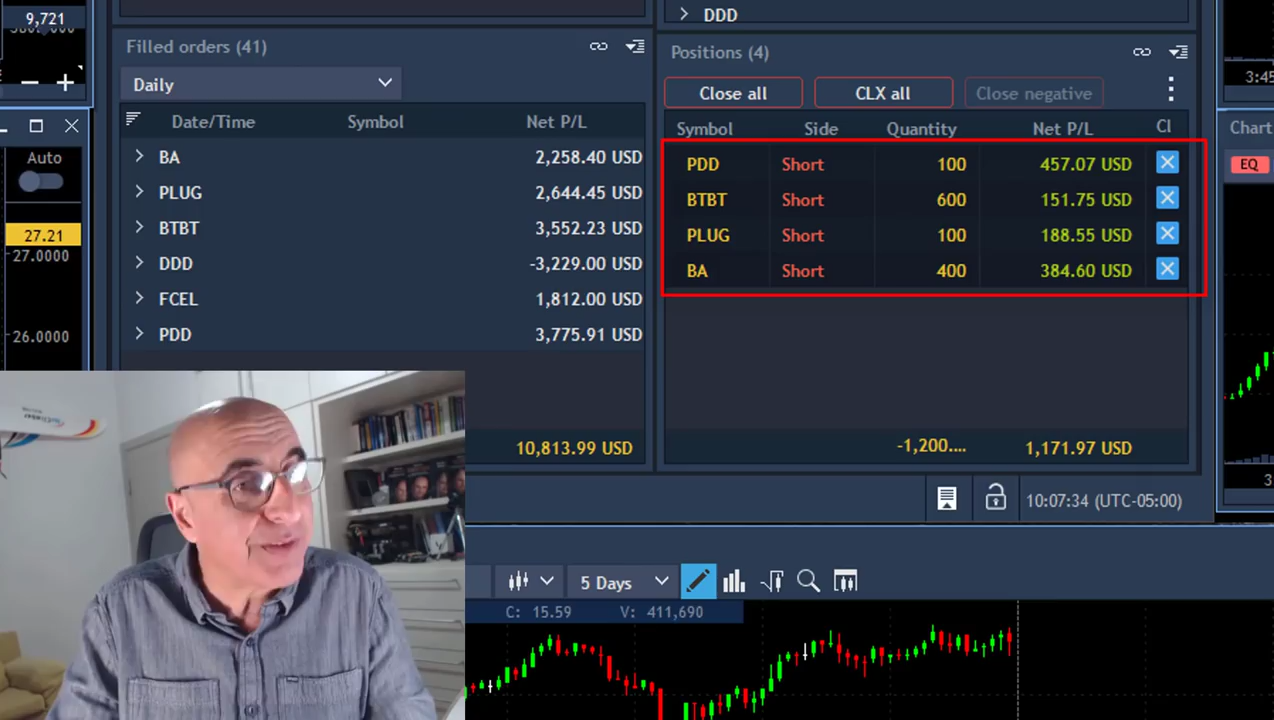 9,721
DDD
Filled orders (41)
Positions (4)
3:45
Daily
Close all
CLX all
Close negative
Date/Time Symbol Net P/L
Symbol Side Quantity Net P/L Cl
Chart
Auto
BA 2,258.40 USD
PDD Short 100 457.07 USD
EQ
PLUG 2,644.45 USD
BTBT Short 600 151.75 USD
27.21
27.0000
BTBT 3,552.23 USD
PLUG Short 100 188.55 USD
DDD -3,229.00 USD
BA Short 400 384.60 USD
FCEL 1,812.00 USD
26.0000
PDD 3,775.91 USD
10,813.99 USD
-1,200.... 1,171.97 USD
10:07:34 (UTC-05:00)
5 Days
C: 15.59 V: 411,690